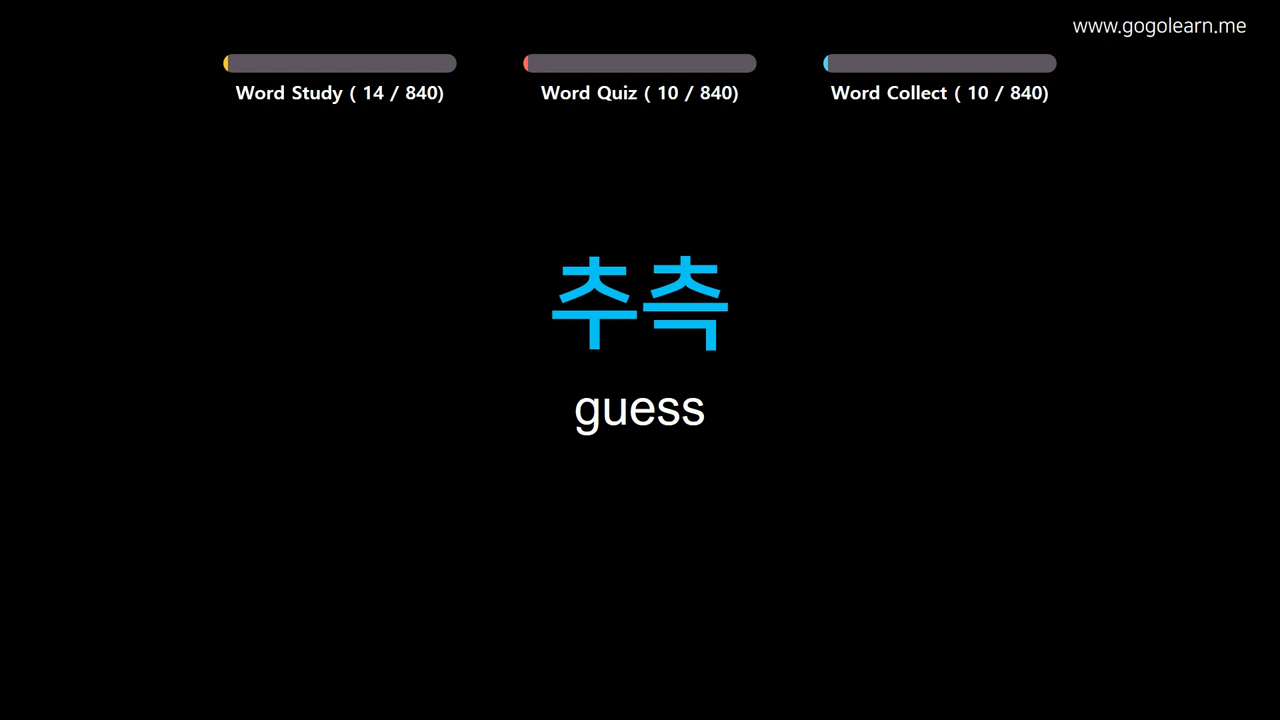 www.gogolearn.me
Word Study ( 14 / 840)
Word Quiz ( 10 / 840)
Word Collect ( 10 / 840)
추측
guess